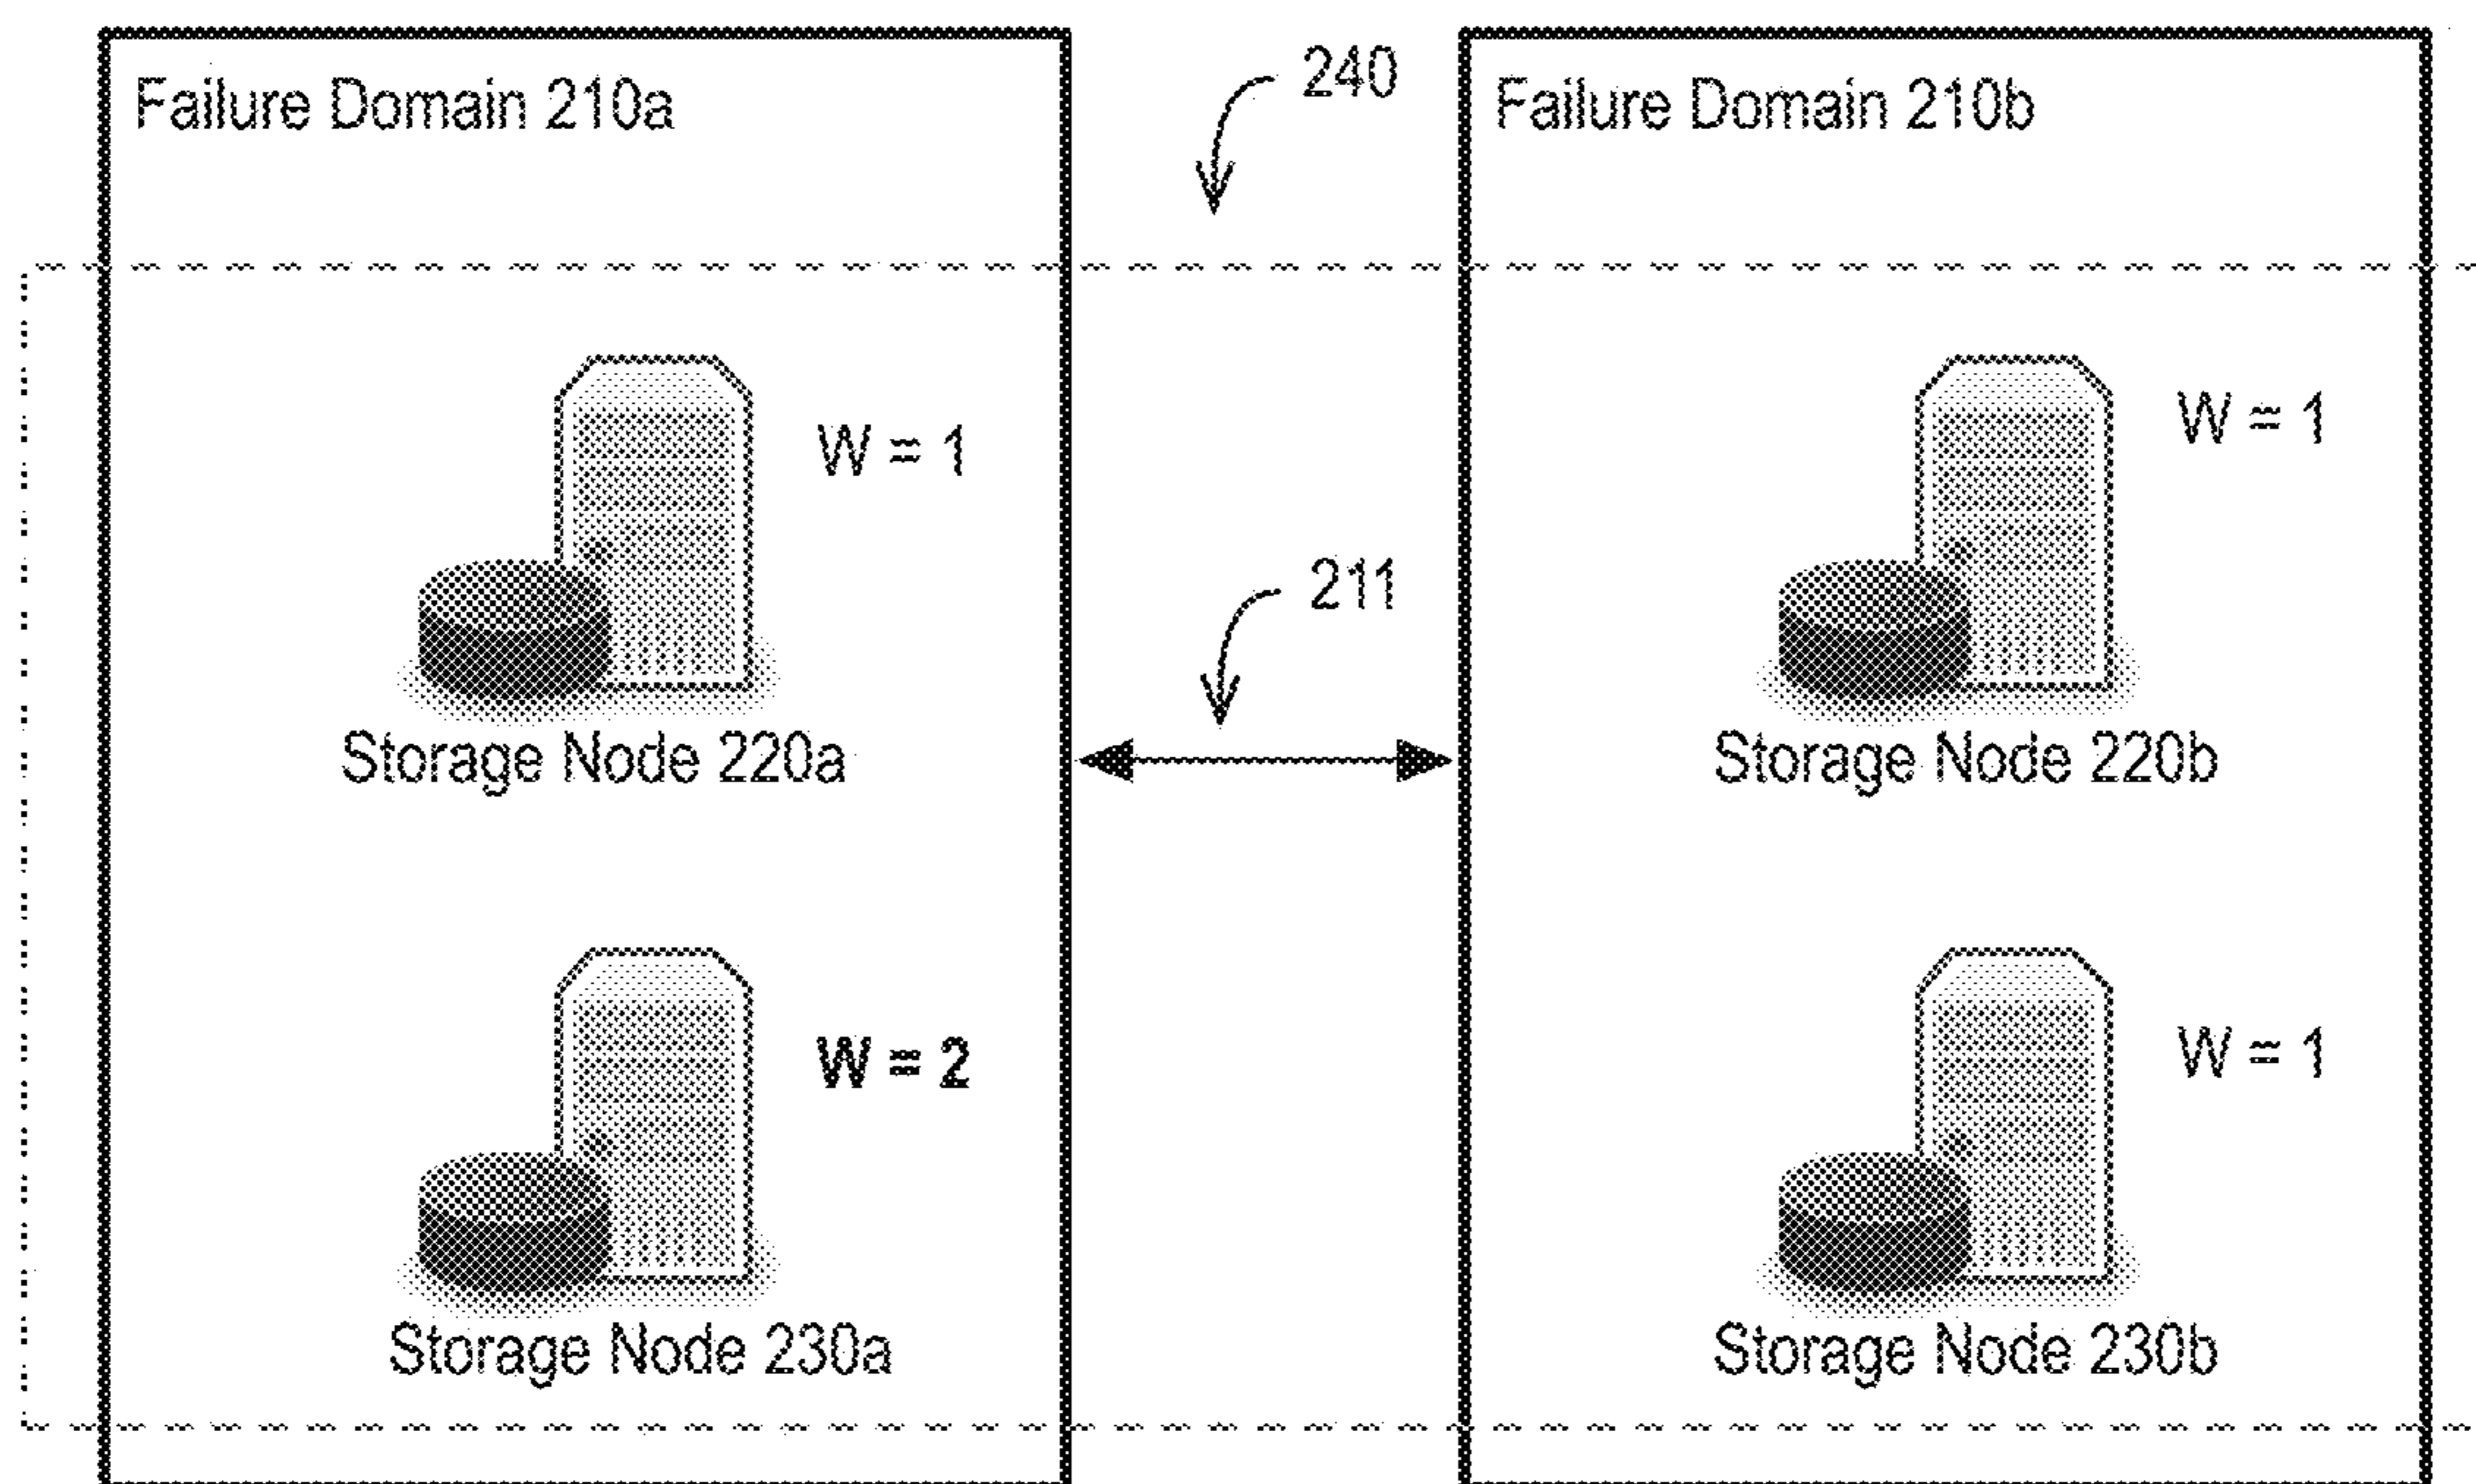 Failure Domain 210a
240
Failure Domain 210b
W = 1
W = 1
211
Storage Node 220a
Storage Node 220b
W = 2
W = 1
Storage Node 230a
Storage Node 230b